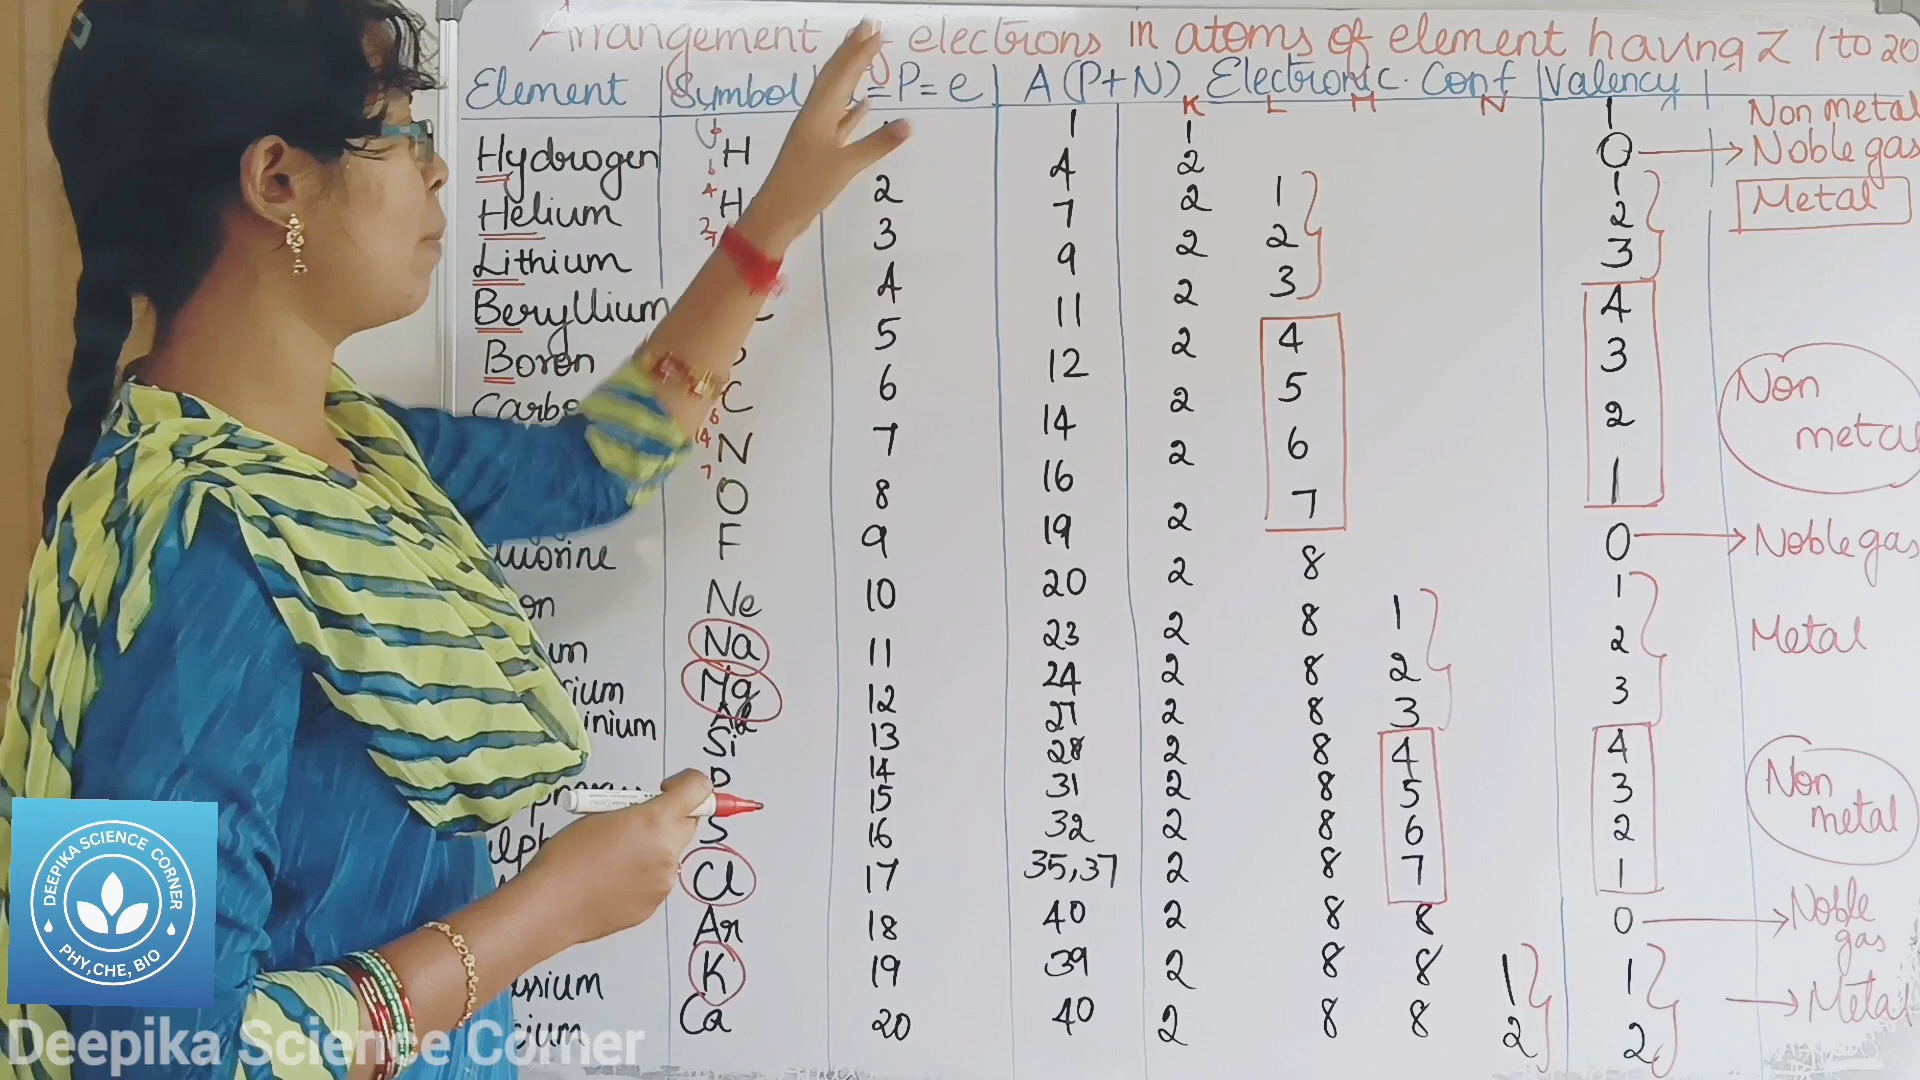 Arrangement of electrons in atoms of element having Z 1 to 20
Element Symbol =P=e A (P+N) Electronic. Conf Valency
K L M N
Hydrogen H 1 1 1 Non metal
Helium 2 4 2 0 → Noble gas
Lithium 3 7 2 1 1 Metal
Beryllium 4 9 2 2 2
Boron 5 11 2 3 3
C 6 12 2 4 4 Non metal
N 7 14 2 5 3
O 8 16 2 6 2
F 9 19 2 7 1
Ne 10 20 2 8 0 → Noble gas
Na 11 23 2 8 1 1 Metal
Mg 12 24 2 8 2 2
Al 13 27 2 8 3 3
Si 14 28 2 8 4 4 Non metal
P 15 31 2 8 5 3
S 16 32 2 8 6 2
Cl 17 35,37 2 8 7 1
Ar 18 40 2 8 8 0 → Noble gas
K 19 39 2 8 8 1 1 → Metal
Ca 20 40 2 8 8 2 2
DEEPIKA SCIENCE CORNER
PHY,CHE, BIO
Deepika Science Corner